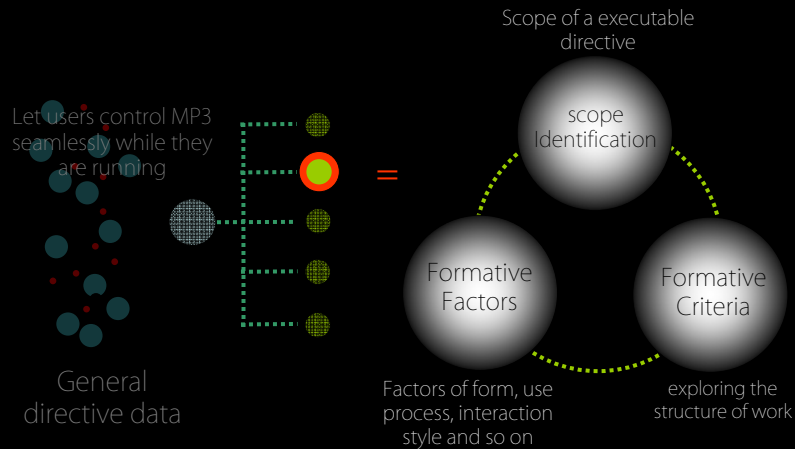 Scope of a executable
directive
Let users control MP3
seamlessly while they
are running
=
scope
Identification
Formative
Factors
Formative
Criteria
General
directive data
Factors of form, use
process, interaction
style and so on
exploring the
structure of work